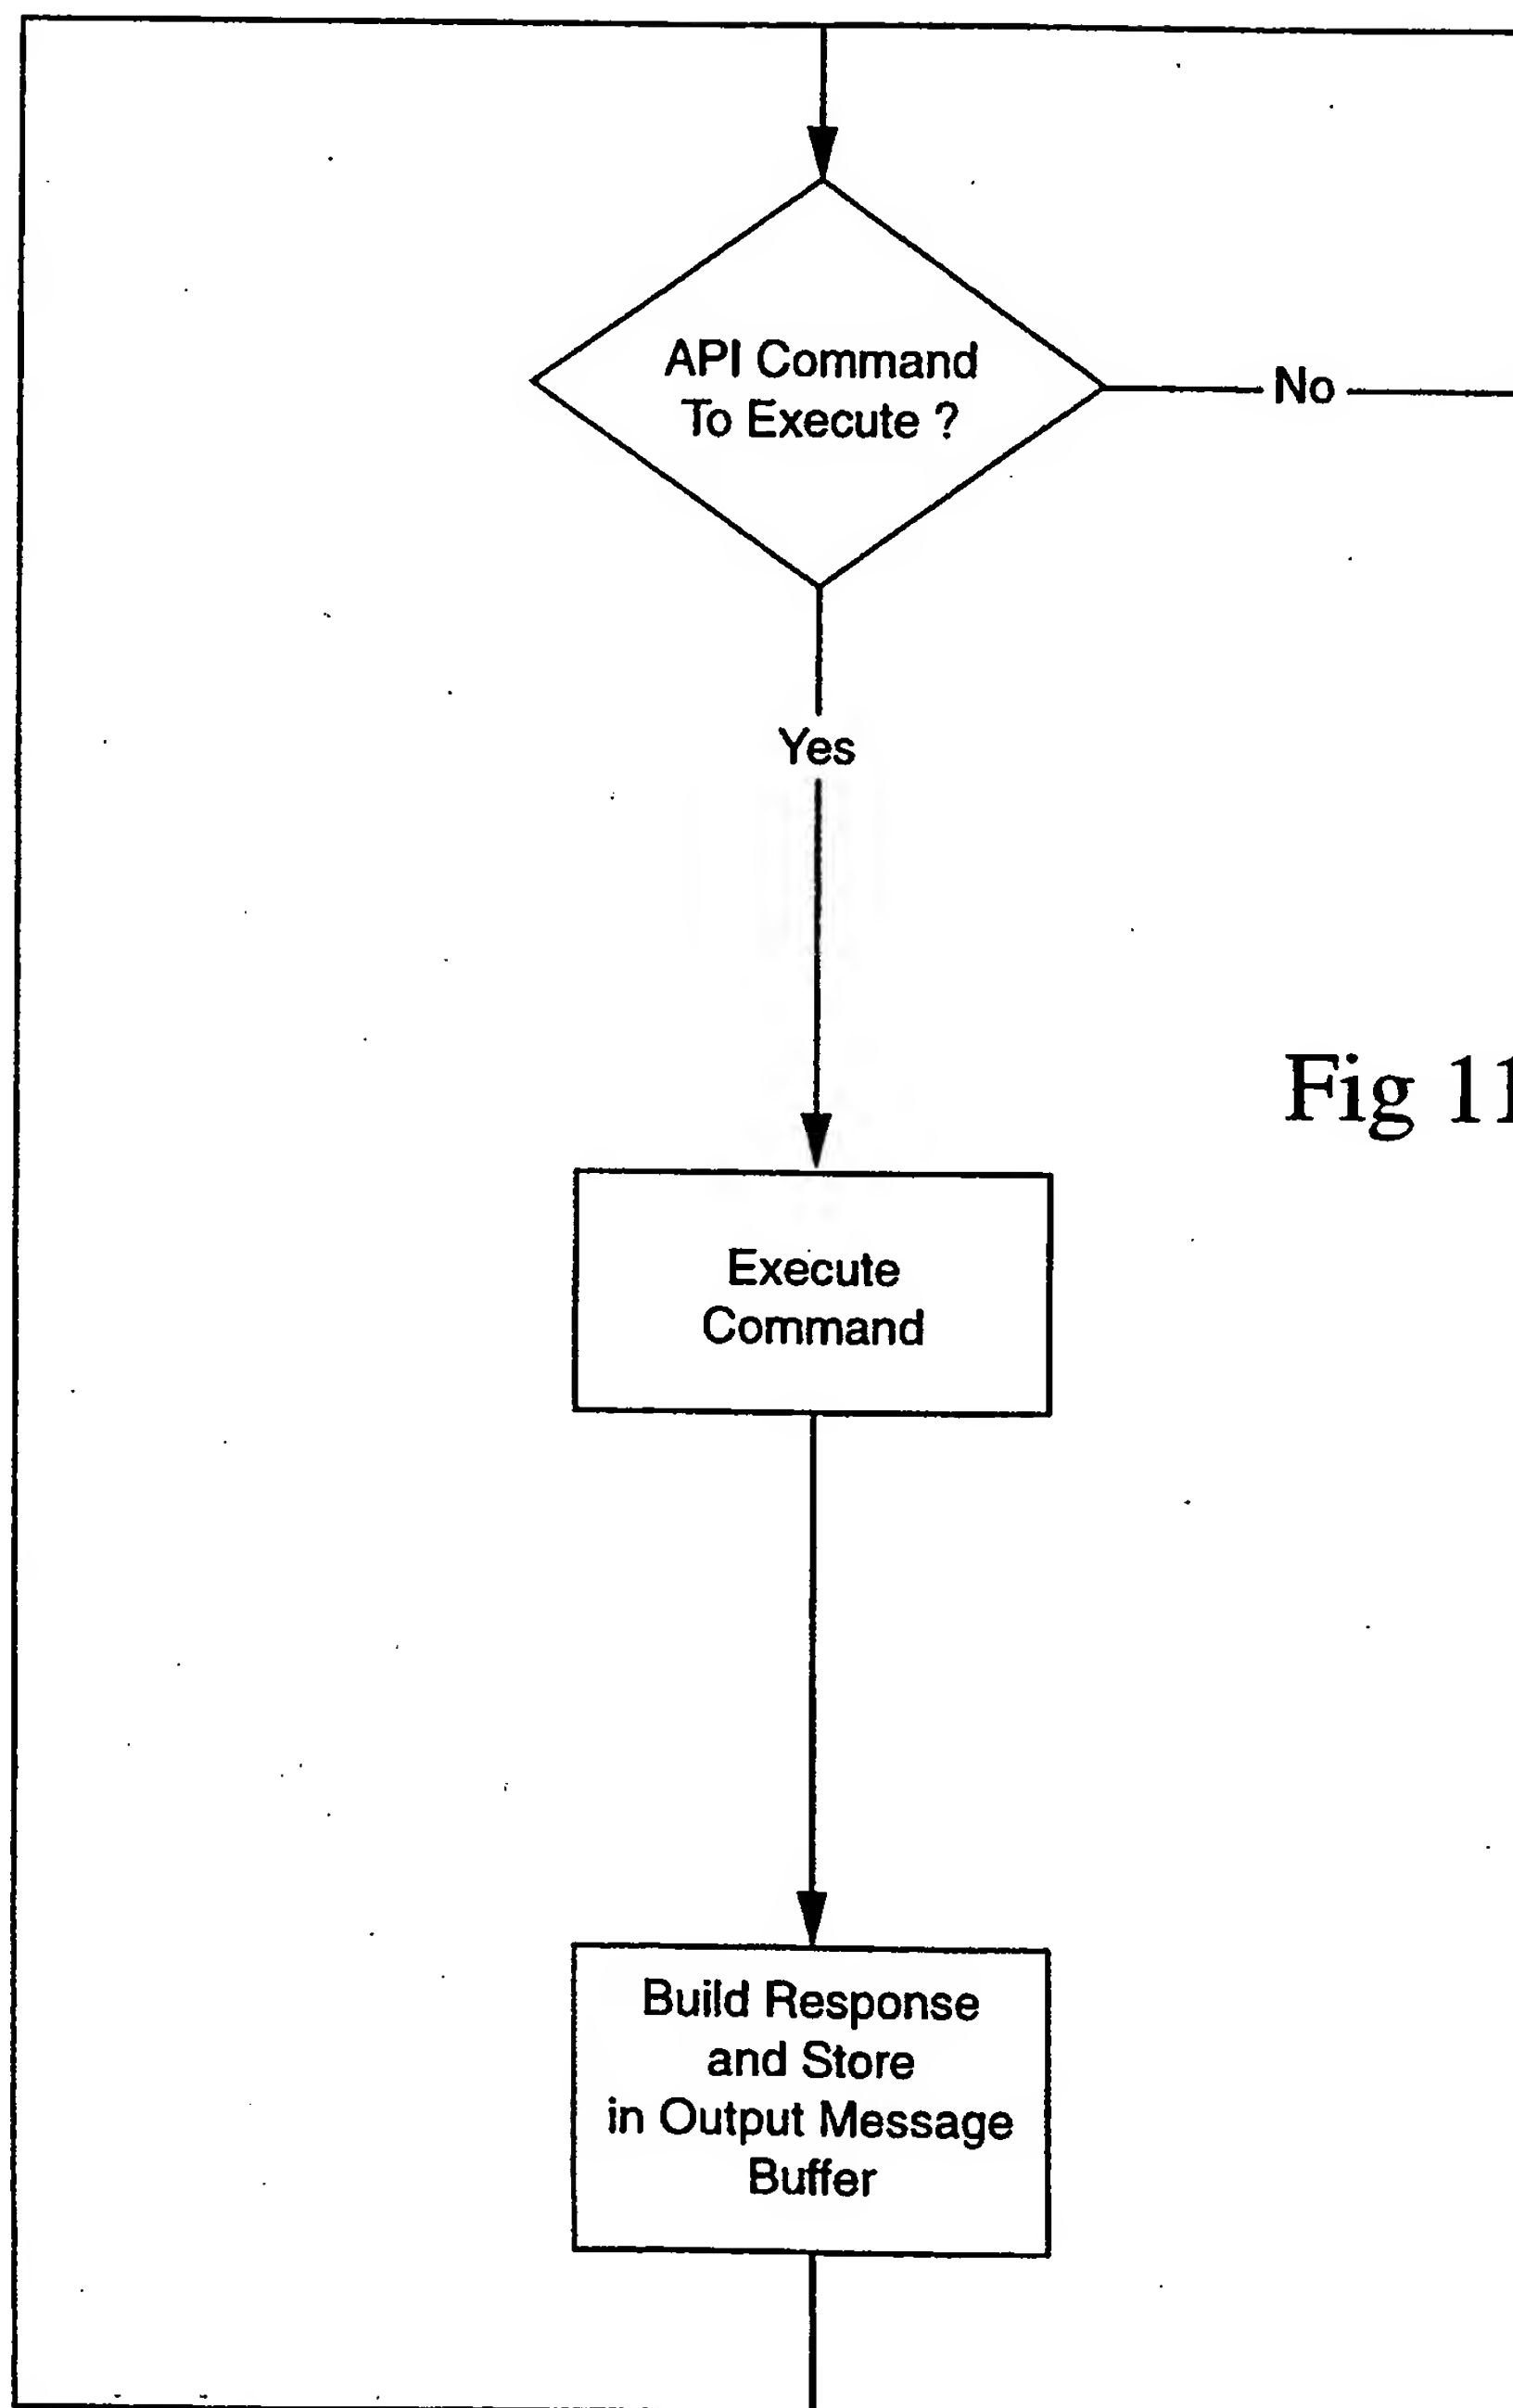 API Command
To Execute ?
No
Yes
Fig 11
Execute
Command
Build Response
and Store
in Output Message
Buffer